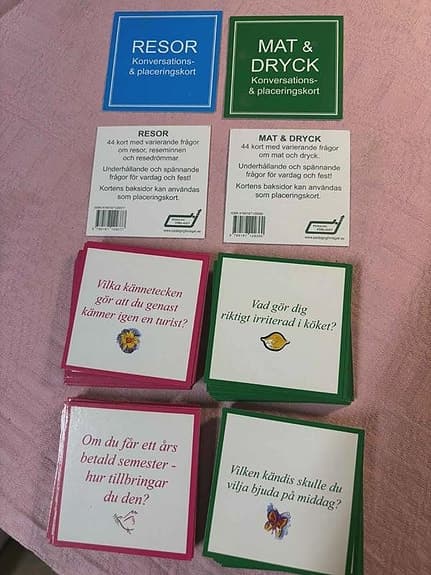 RESOR
Konversations-
& placeringskort
MAT &
DRYCK
Konversations-
& placeringskort
RESOR
44 kort med varierande frågor
om resor, reseminnen
och resedrömmar.
Underhållande och spännande
frågor för vardag och fest!
Kortens baksidor kan användas
som placeringskort.
MAT & DRYCK
44 kort med varierande frågor
om mat och dryck.
Underhållande och spännande
frågor för vardag och fest!
Kortens baksidor kan användas
som placeringskort.
Vilka kännetecken
gör att du genast
känner igen en turist?
Vad gör dig
riktigt irriterad i köket?
Om du får ett års
betald semester -
hur tillbringar
du den?
Vilken kändis skulle du
vilja bjuda på middag?